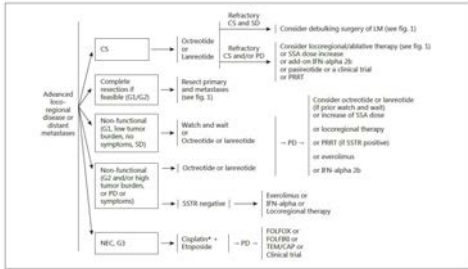 Advanced
loco-
regional
disease or
distant
metastases
CS
Octreotide
or
Lanreotide
Refractory
CS and SD
Consider debulking surgery of LM (see fig. 1)
Refractory
CS and/or PD
Consider locoregional/ablative therapy (see fig. 1)
or SSA dose increase
or add-on IFN-alpha 2b
or pasireotide or a clinical trial
or PRRT
Complete
resection if
feasible (G1/G2)
Resect primary
and metastases
(see fig. 1)
Non-functional
(G1, low tumor
burden, no
symptoms, SD)
Watch and wait
or
Octreotide or lanreotide
– PD →
Consider octreotide or lanreotide
(if prior watch and wait)
or increase of SSA dose
or locoregional therapy
or PRRT (if SSTR positive)
or everolimus
or IFN-alpha 2b
Non-functional
(G2 and/or high
tumor burden,
or PD or
symptoms)
Octreotide or lanreotide
SSTR negative
Everolimus or
IFN-alpha or
Locoregional therapy
NEC, G3
Cisplatin* +
Etoposide
– PD →
FOLFOX or
FOLFIRI or
TEM/CAP or
Clinical trial